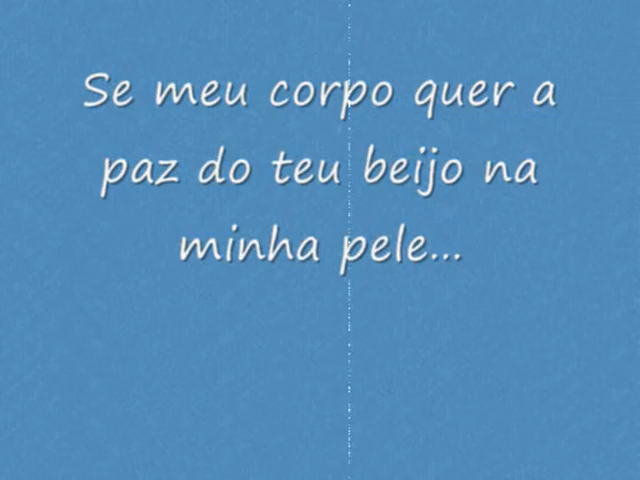 Se meu corpo quer a
paz do teu beijo na
minha pele...